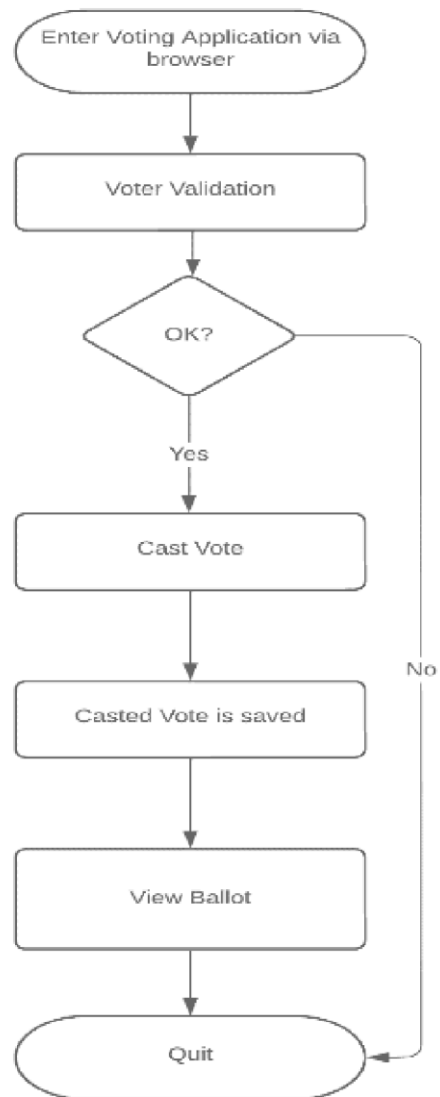 Enter Voting Application via
browser
Voter Validation
OK?
Yes
Cast Vote
No
Casted Vote is saved
View Ballot
Quit